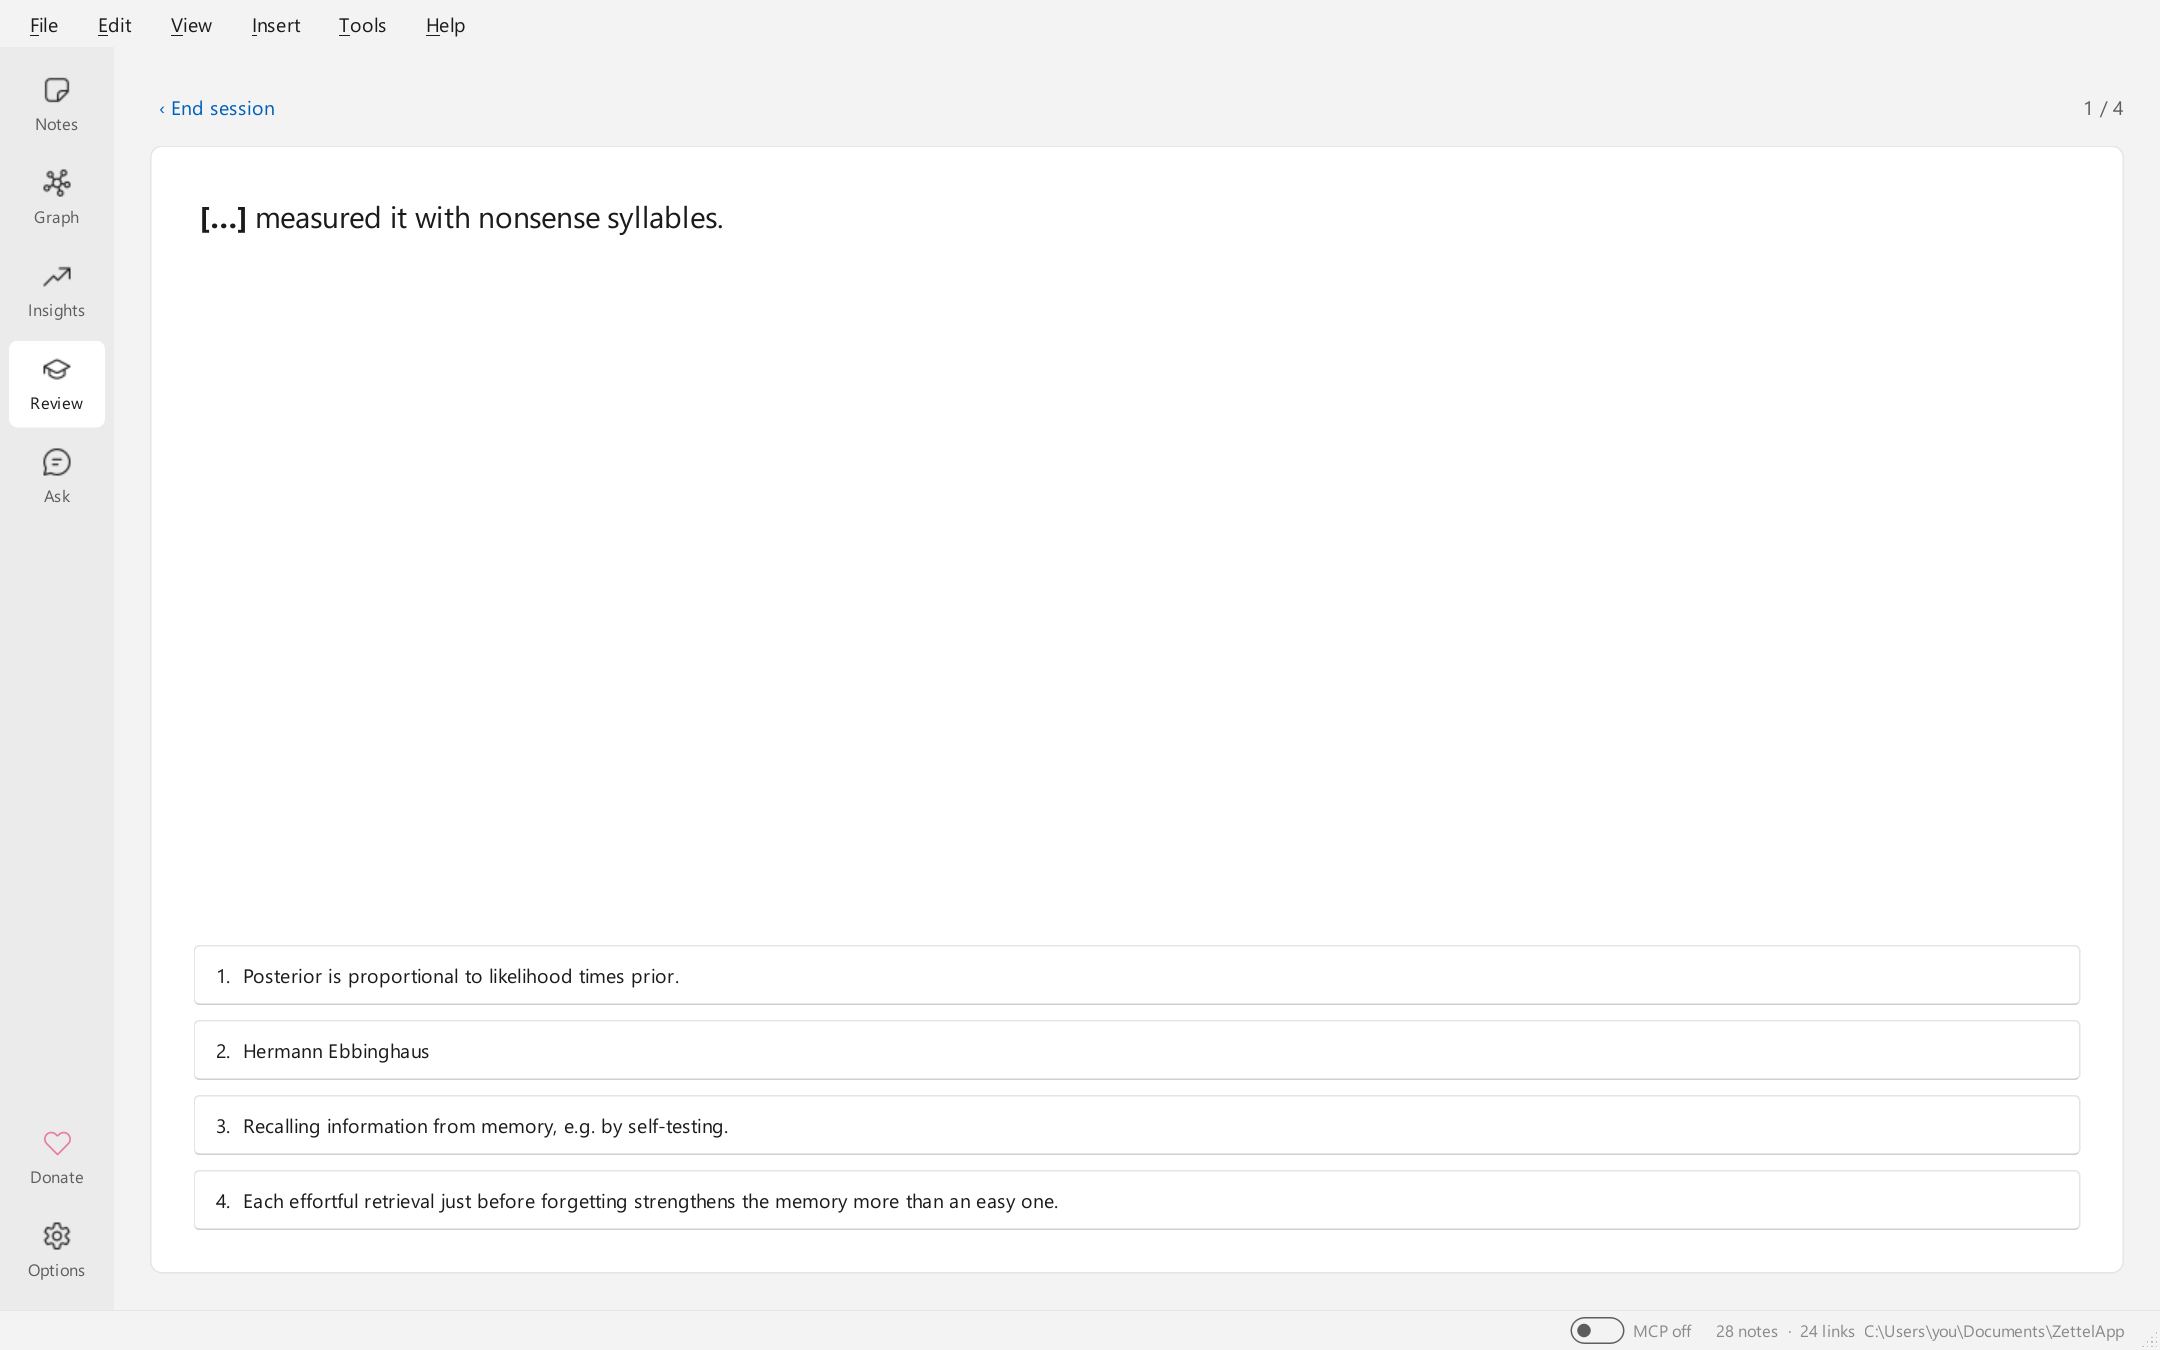 File Edit View Insert Tools Help
Notes
Graph
Insights
Review
Ask
Donate
Options
‹ End session
1 / 4
[...] measured it with nonsense syllables.
1. Posterior is proportional to likelihood times prior.
2. Hermann Ebbinghaus
3. Recalling information from memory, e.g. by self-testing.
4. Each effortful retrieval just before forgetting strengthens the memory more than an easy one.
MCP off 28 notes · 24 links C:\Users\you\Documents\ZettelApp